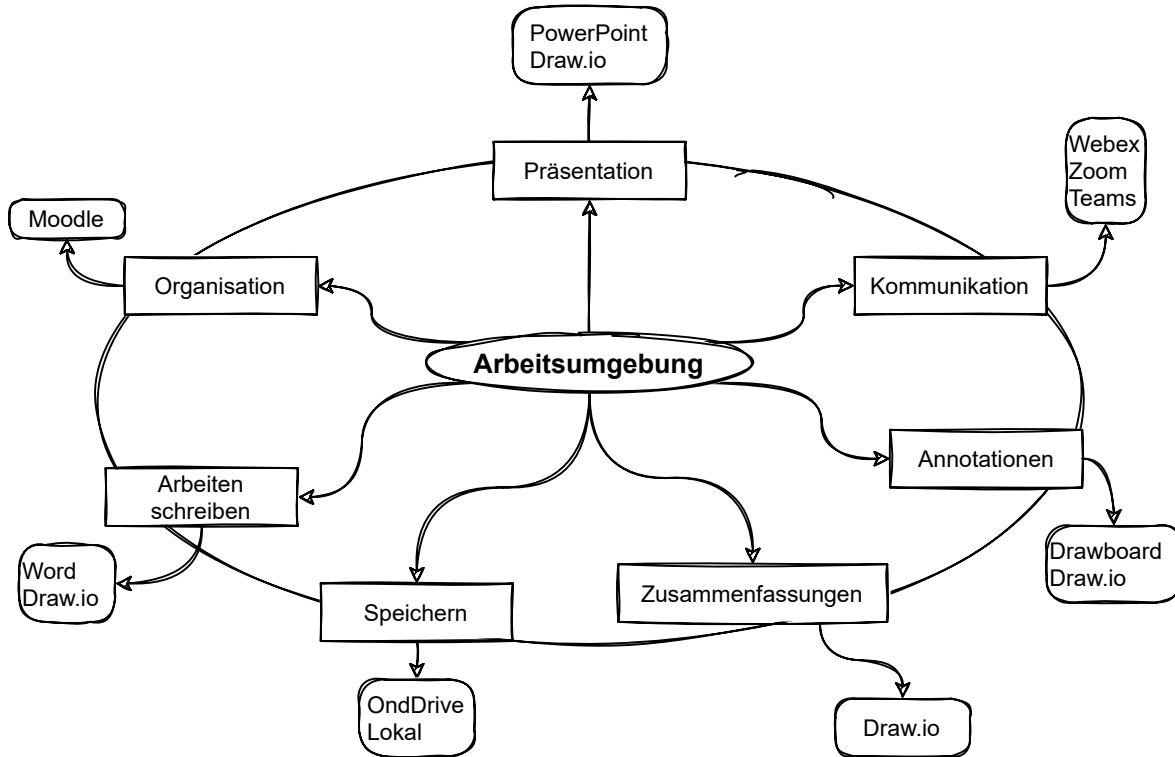 PowerPoint
Draw.io
Präsentation
Webex
Zoom
Teams
Moodle
Organisation
Kommunikation
Arbeitsumgebung
Annotationen
Arbeiten
schreiben
Drawboard
Draw.io
Word
Draw.io
Zusammenfassungen
Speichern
OndDrive
Lokal
Draw.io